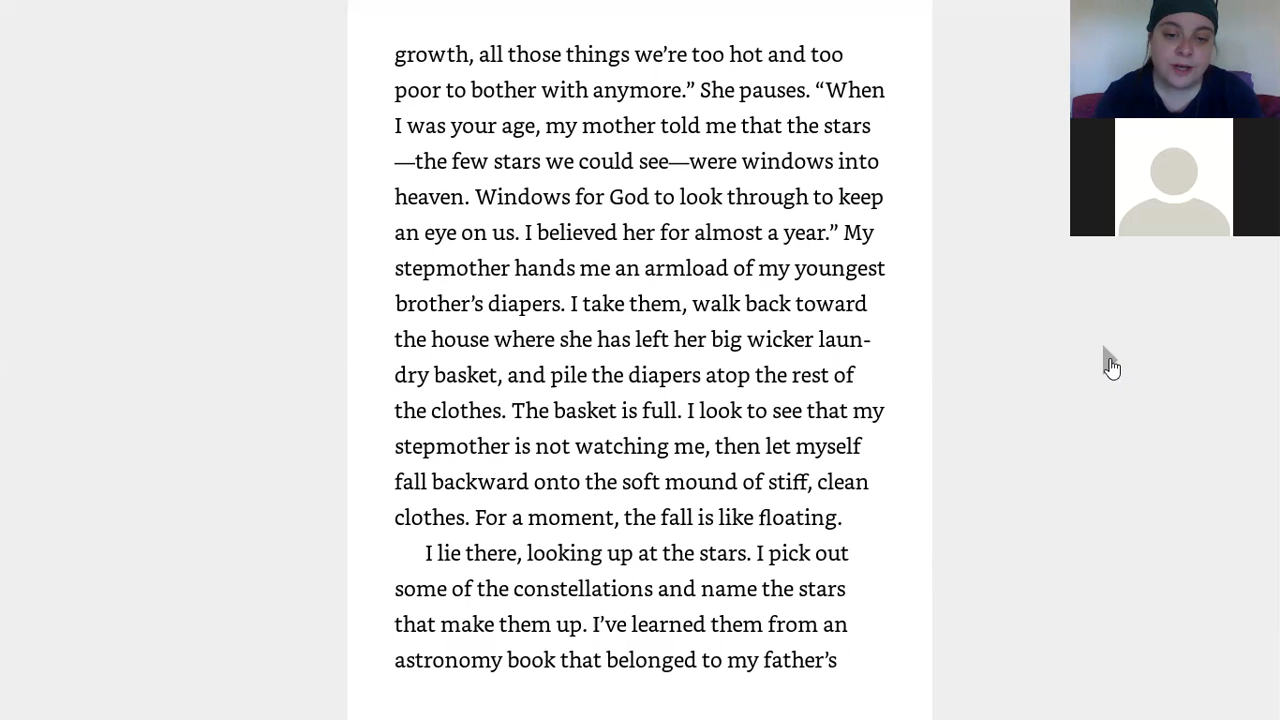 growth, all those things we’re too hot and too
poor to bother with anymore.” She pauses. “When
I was your age, my mother told me that the stars
—the few stars we could see—were windows into
heaven. Windows for God to look through to keep
an eye on us. I believed her for almost a year.” My
stepmother hands me an armload of my youngest
brother’s diapers. I take them, walk back toward
the house where she has left her big wicker laun-
dry basket, and pile the diapers atop the rest of
the clothes. The basket is full. I look to see that my
stepmother is not watching me, then let myself
fall backward onto the soft mound of stiff, clean
clothes. For a moment, the fall is like floating.
I lie there, looking up at the stars. I pick out
some of the constellations and name the stars
that make them up. I’ve learned them from an
astronomy book that belonged to my father’s